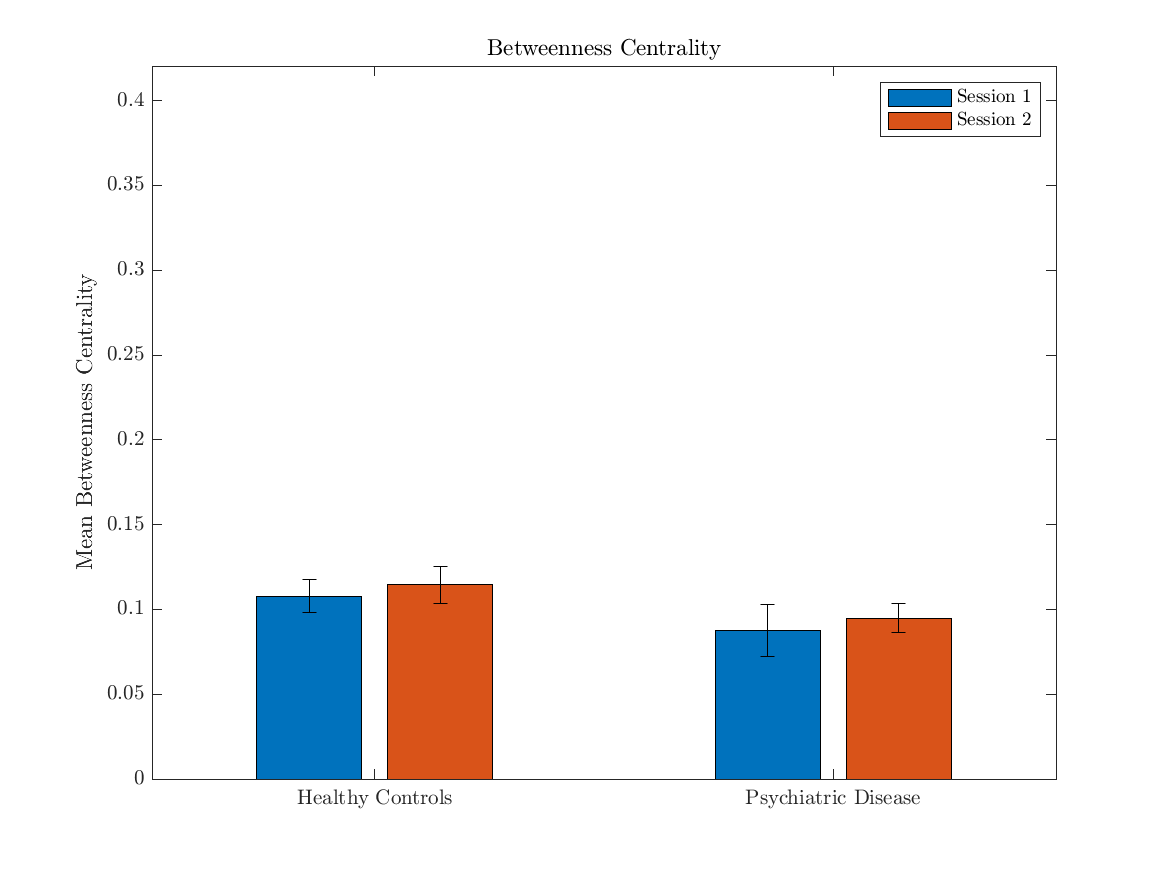 Betweenness Centrality
Session 1
Session 2
0.4
0.35
0.3
0.25
0.2
0.15
0.1
0.05
0
Mean Betweenness Centrality
Healthy Controls
Psychiatric Disease